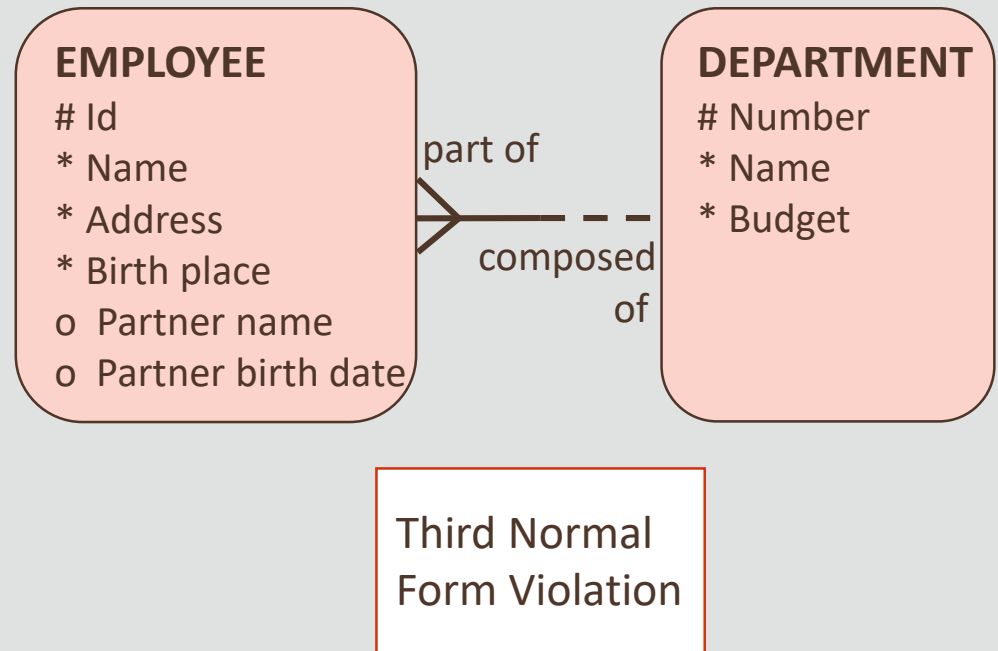 EMPLOYEE
# Id
* Name
* Address
* Birth place
o Partner name
o Partner birth date
part of
composed
of
DEPARTMENT
# Number
* Name
* Budget
Third Normal
Form Violation